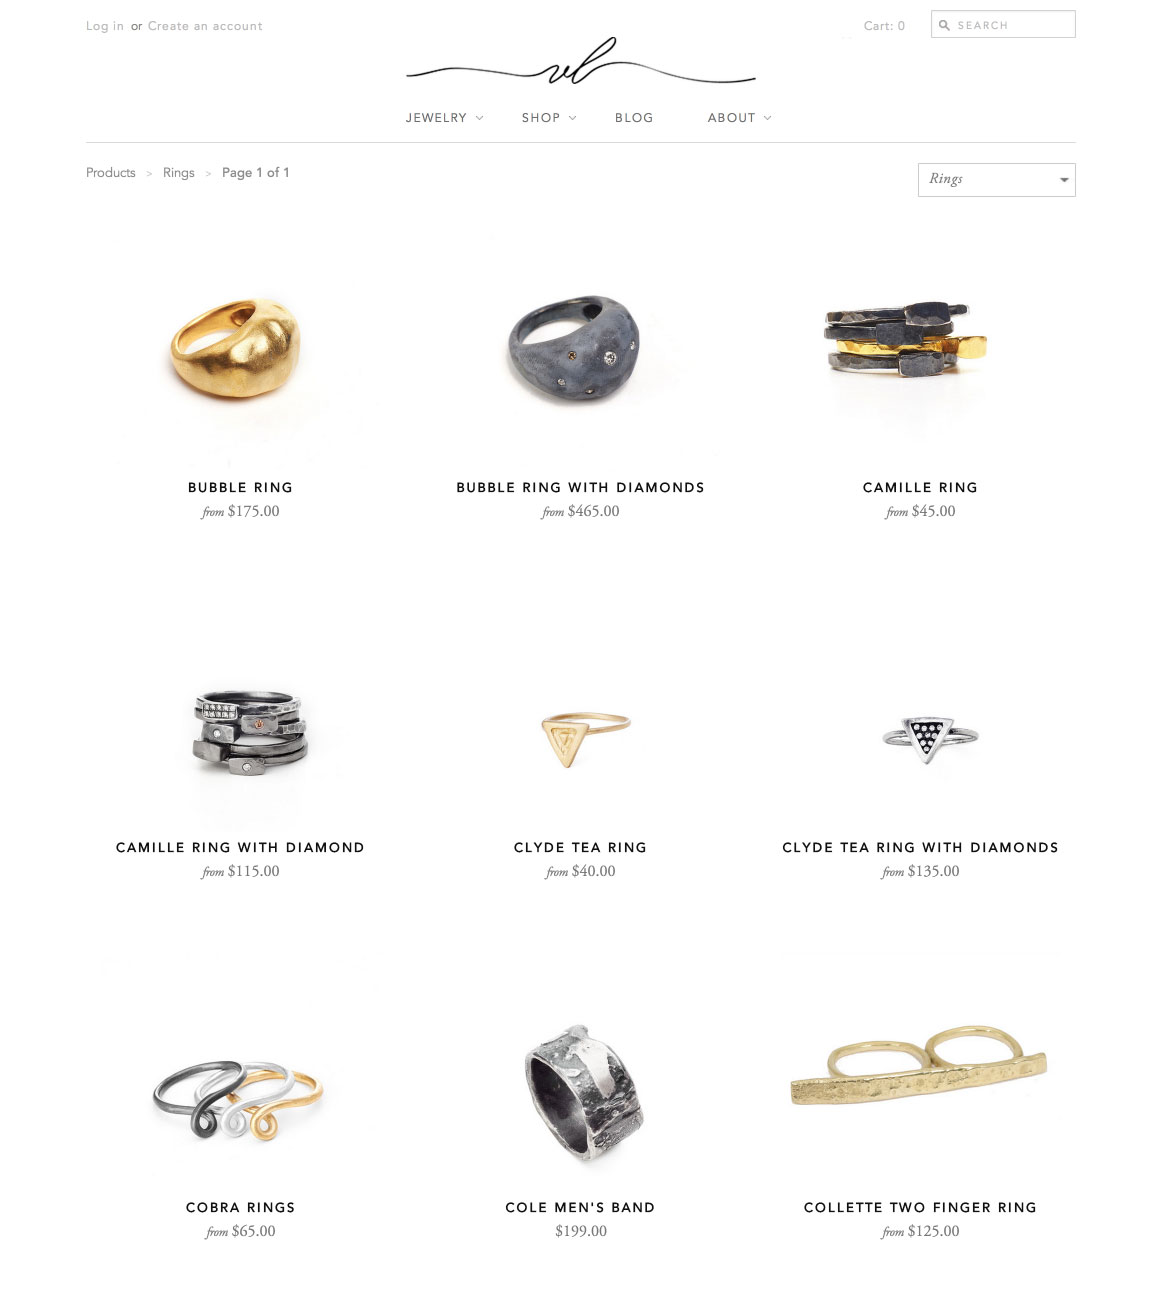 Log in or Create an account
Cart: 0
SEARCH
vb
JEWELRY SHOP BLOG ABOUT
Products > Rings > Page 1 of 1
Rings
BUBBLE RING
from $175.00
BUBBLE RING WITH DIAMONDS
from $465.00
CAMILLE RING
from $45.00
CAMILLE RING WITH DIAMOND
from $115.00
CLYDE TEA RING
from $40.00
CLYDE TEA RING WITH DIAMONDS
from $135.00
COBRA RINGS
from $65.00
COLE MEN'S BAND
$199.00
COLLETTE TWO FINGER RING
from $125.00